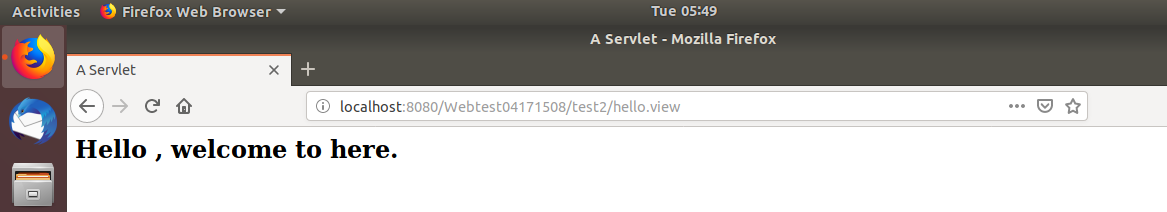 Activities Firefox Web Browser Tue 05:49
A Servlet - Mozilla Firefox
A Servlet
localhost:8080/Webtest04171508/test2/hello.view
Hello , welcome to here.